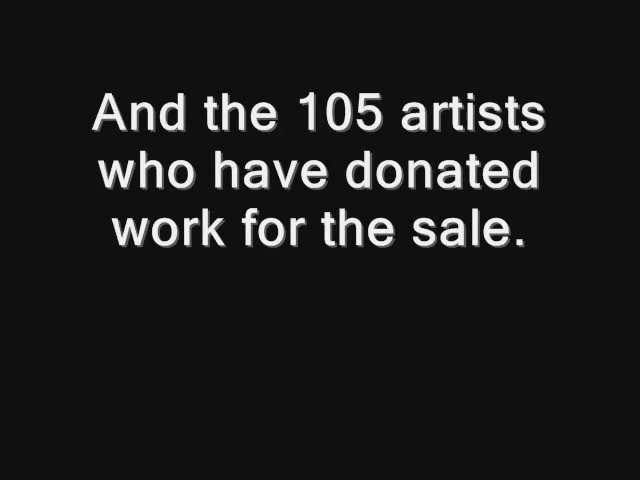 And the 105 artists
who have donated
work for the sale.